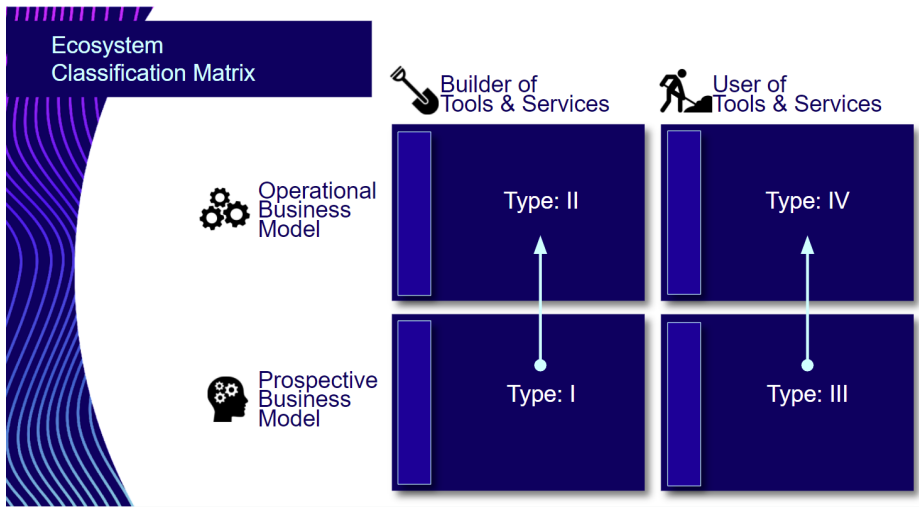 Ecosystem
Classification Matrix
Builder of
Tools & Services
User of
Tools & Services
Operational
Business
Model
Type: II
Type: IV
Prospective
Business
Model
Type: I
Type: III